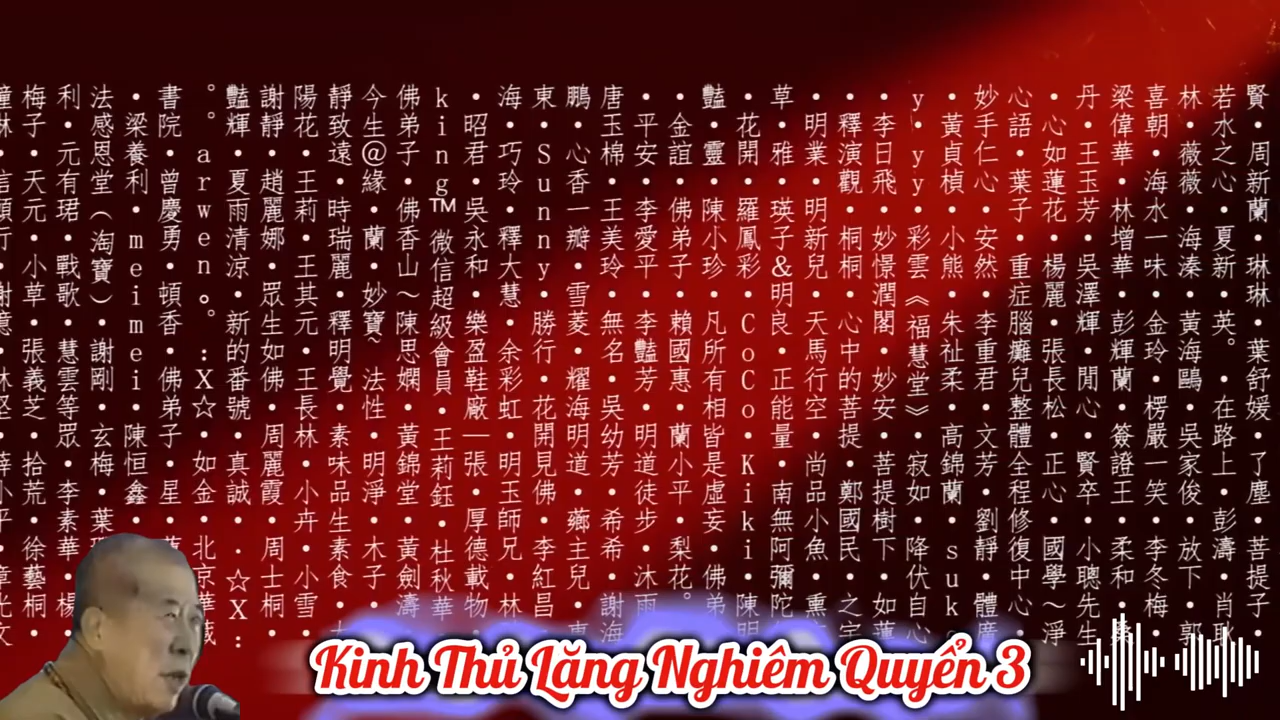 賢・周新蘭・琳琳・葉舒媛・了塵・菩提子・
若水之心・夏新・英。・在路上・彭濤・肖耿
林・薇薇・海溱・黃海鷗・吳家俊・放下・郭
喜朝・海水一味・金玲・楞嚴一笑・李冬梅・
梁偉華・林增華・彭輝蘭・簽證王・柔和・
丹・王玉芳・吳澤輝・閒心・賢卒・小聰先生
・心如蓮花・楊麗・張長松・正心・國學～淨
心語・葉子・重症腦癱兒整體全程修復中心・
妙手仁心・安然・李重君・文芳・劉靜・體廣
・黃貞楨・小熊・朱祉柔・高錦蘭・suk
y・yy・彩雲《福慧堂》・寂如・降伏自心
・李日飛・妙憬潤閣・妙安・菩提樹下・如蓮
・釋演觀・桐桐・心中的菩提・鄭國民・之宇
・明業・明新兒・天馬行空・尚品小魚・熏
草・雅・瑛子&明良・正能量・南無阿彌陀
・花開・羅鳳彩・CoCo・Kiki・陳明
豔・靈・陳小珍・凡所有相皆是虛妄・佛弟
・金誼・佛弟子・賴國惠・蘭小平・梨花。
・平安・李愛平・李豔芳・明道徒步・沐雨
唐玉棉・王美玲・無名・吳幼芳・希希・謝海
鵬・心香一瓣・雪菱・耀海明道・薌主兒・
東・Sunny・勝行・花開見佛・李紅昌
海・巧玲・釋大慧・余彩虹・明玉師兄・林
・昭君・吳永和・樂盈鞋廠—張・厚德載物
king™微信超級會員・王莉鈺・杜秋華
佛弟子・佛香山～陳思嫻・黃錦堂・黃劍濤
今生@緣・蘭・妙寶~法性・明淨・木子・
靜致遠・時瑞麗・釋明覺・素味品生素食・
陽花・王莉・王其元・王長林・小卉・小雪・
謝靜・趙麗娜・眾生如佛・周麗霞・周士桐・
豔輝・夏雨清涼・新的番號・真誠・.☆X:
。。arwen。。:X☆・如金・北京華藏
書院・曾慶勇・頓香・佛弟子・星・
・梁養利・meimei・陳恒鑫・
法感恩堂（淘寶）・謝剛・玄梅・葉
利・元有珺・戰歌・慧雲等眾・李素華・楊
梅子・天元・小草・張義芝・拾荒・徐藝桐・
Kinh Thủ Lăng Nghiêm Quyển 3